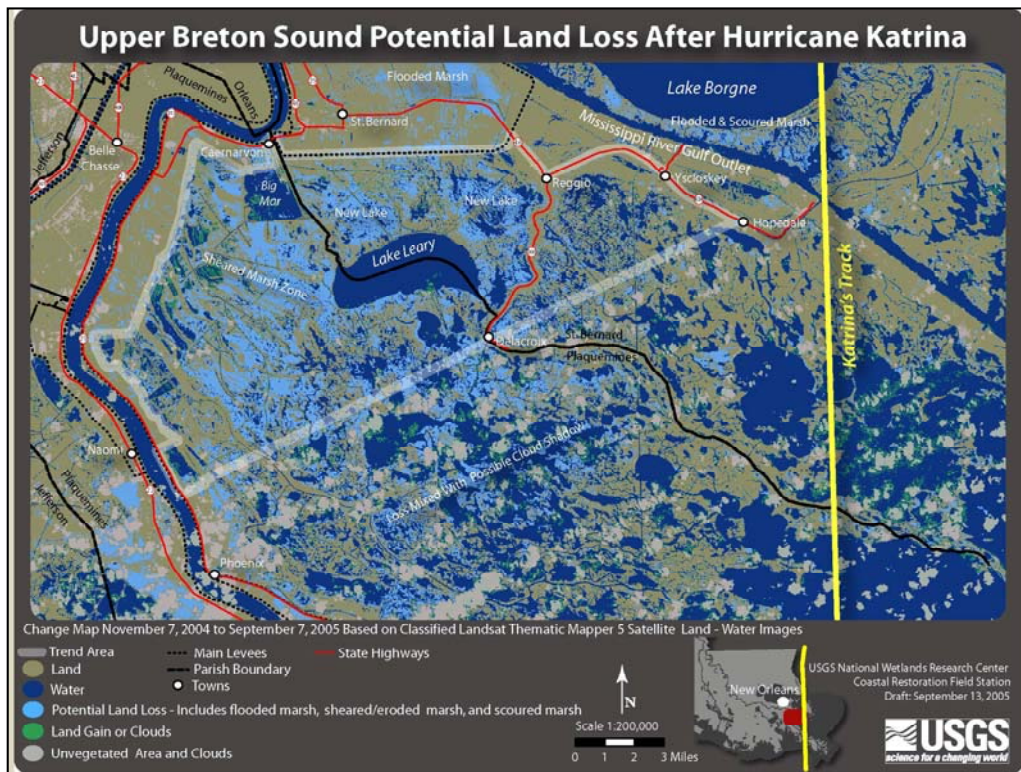 Upper Breton Sound Potential Land Loss After Hurricane Katrina
Plaquemines
Orleans
Flooded Marsh
Lake Borgne
Jefferson
Belle
Chasse
St. Bernard
Caernarvon
Flooded & Scoured Marsh
Mississippi River Gulf Outlet
Big
Mar
New Lake
New Lake
Reggio
Yscloskey
Hopedale
Lake Leary
Sheared Marsh Zone
Delacroix
St. Bernard
Plaquemines
Katrina's Track
Naomi
Plaquemines
Jefferson
Loss Mixed With Possible Cloud Shadow
Phoenix
Change Map November 7, 2004 to September 7, 2005 Based on Classified Landsat Thematic Mapper 5 Satellite Land - Water Images
Trend Area
Main Levees
State Highways
Land
Parish Boundary
Water
Towns
Potential Land Loss - Includes flooded marsh, sheared/eroded marsh, and scoured marsh
Land Gain or Clouds
Unvegetated Area and Clouds
N
Scale 1:200,000
0 1 2 3 Miles
New Orleans
USGS National Wetlands Research Center
Coastal Restoration Field Station
Draft: September 13, 2005
USGS
science for a changing world